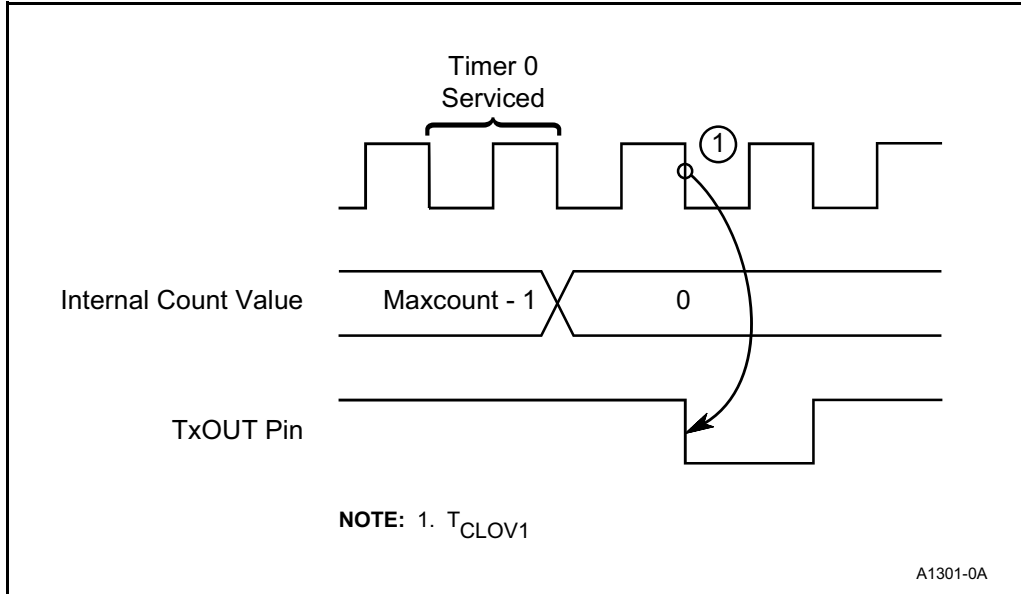 Timer 0
Serviced
1
Internal Count Value
Maxcount - 1
0
TxOUT Pin
NOTE: 1. TCLOV1
A1301-0A